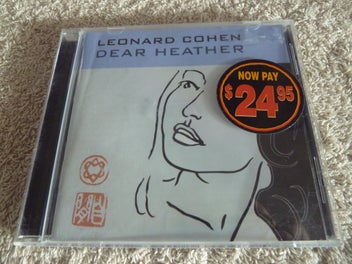 LEONARD COHEN
DEAR HEATHER
NOW PAY
$24.95